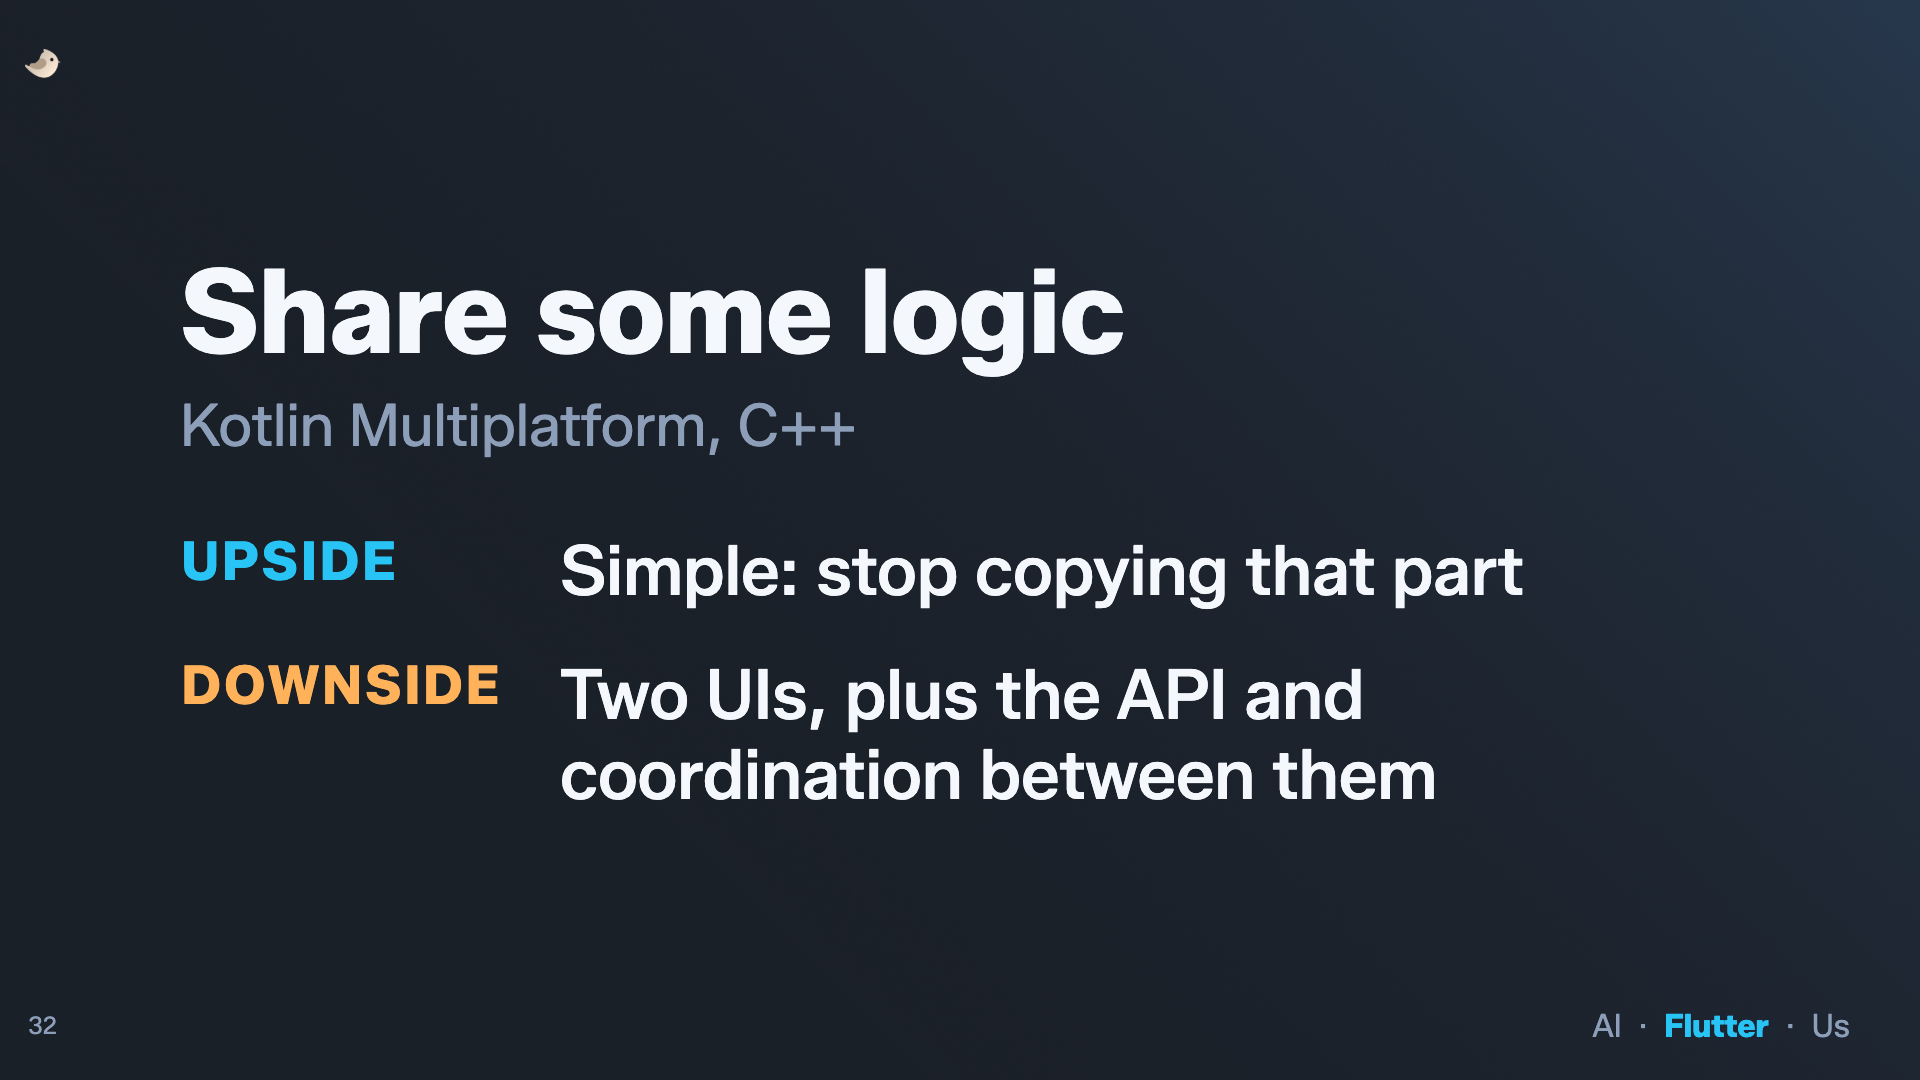 Share some logic
Kotlin Multiplatform, C++
UPSIDE
Simple: stop copying that part
DOWNSIDE
Two UIs, plus the API and
coordination between them
32
AI · Flutter · Us